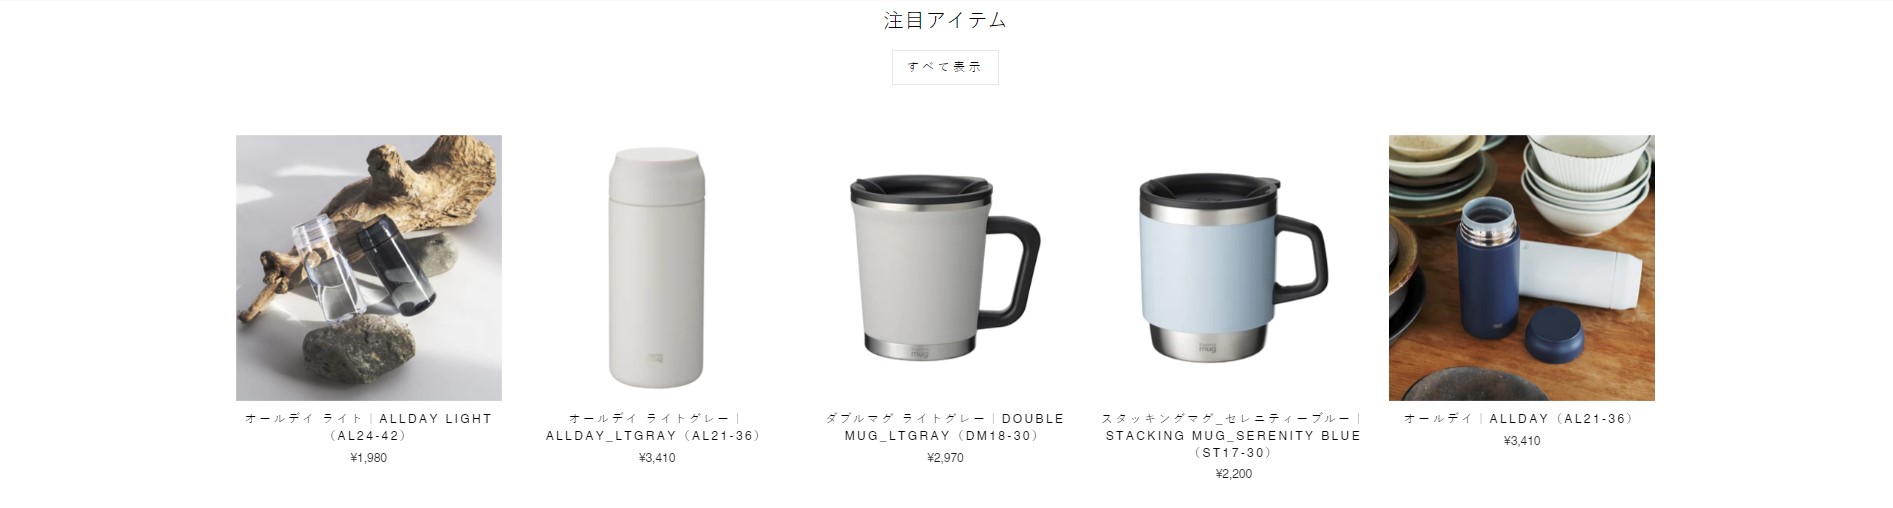 注目アイテム
すべて表示
オールデイ ライト｜ALLDAY LIGHT
（AL24-42）
¥1,980
オールデイ ライトグレー｜
ALLDAY_LTGRAY（AL21-36）
¥3,410
ダブルマグ ライトグレー｜DOUBLE
MUG_LTGRAY（DM18-30）
¥2,970
スタッキングマグ_セレニティーブルー｜
STACKING MUG_SERENITY BLUE
（ST17-30）
¥2,200
オールデイ｜ALLDAY（AL21-36）
¥3,410
thermo
mug
thermo
mug